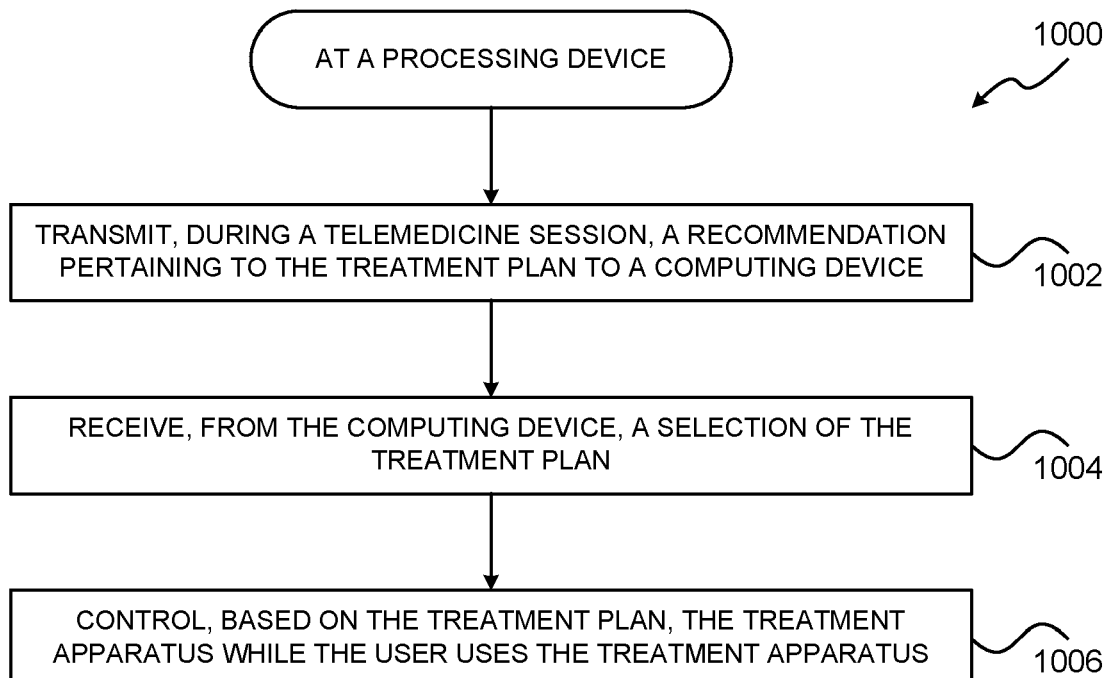 AT A PROCESSING DEVICE
1000
TRANSMIT, DURING A TELEMEDICINE SESSION, A RECOMMENDATION
PERTAINING TO THE TREATMENT PLAN TO A COMPUTING DEVICE
1002
RECEIVE, FROM THE COMPUTING DEVICE, A SELECTION OF THE
TREATMENT PLAN
1004
CONTROL, BASED ON THE TREATMENT PLAN, THE TREATMENT
APPARATUS WHILE THE USER USES THE TREATMENT APPARATUS
1006